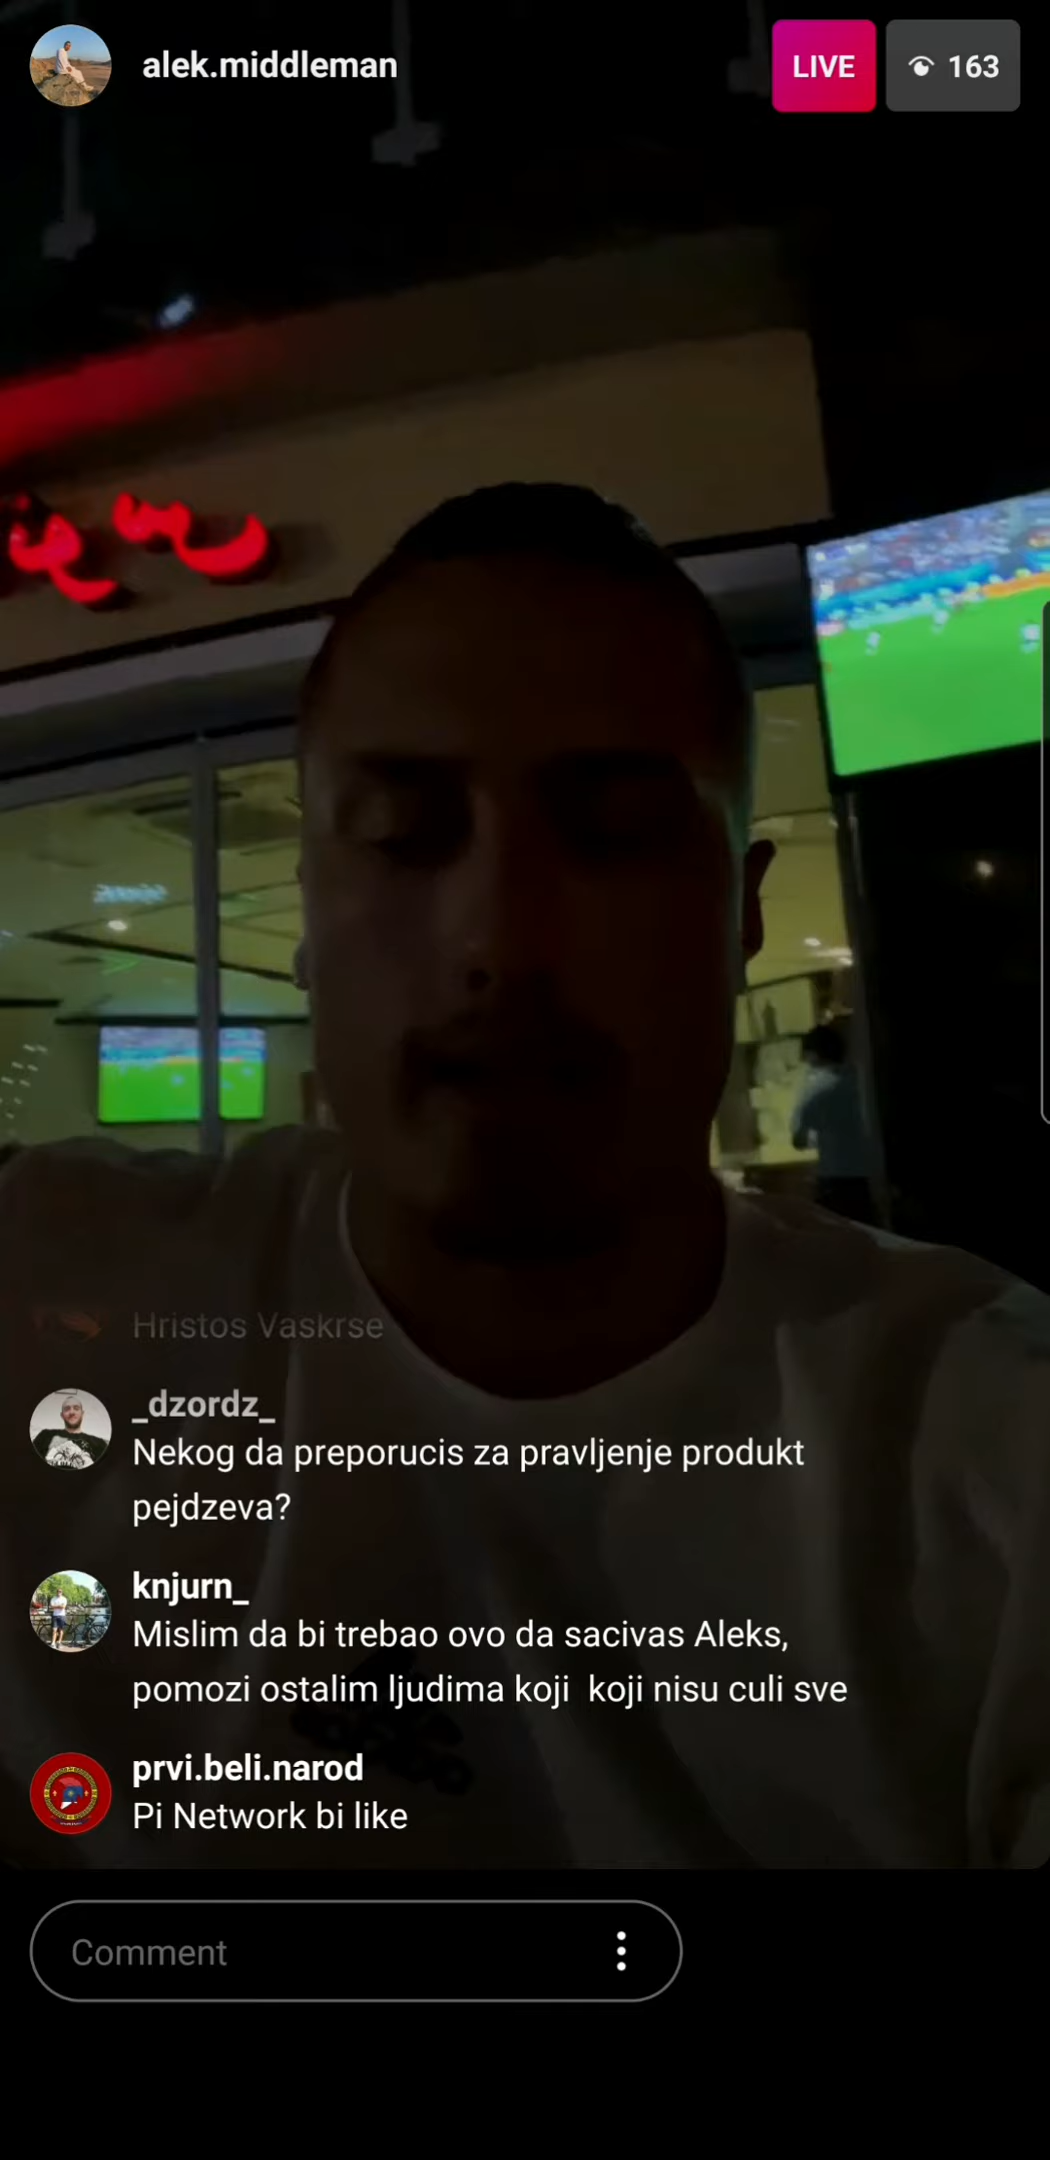 alek.middleman
LIVE
163
Hristos Vaskrse
_dzordz_
Nekog da preporucis za pravljenje produkt
pejdzeva?
knjurn_
Mislim da bi trebao ovo da sacivas Aleks,
pomozi ostalim ljudima koji  koji nisu culi sve
prvi.beli.narod
Pi Network bi like
Comment